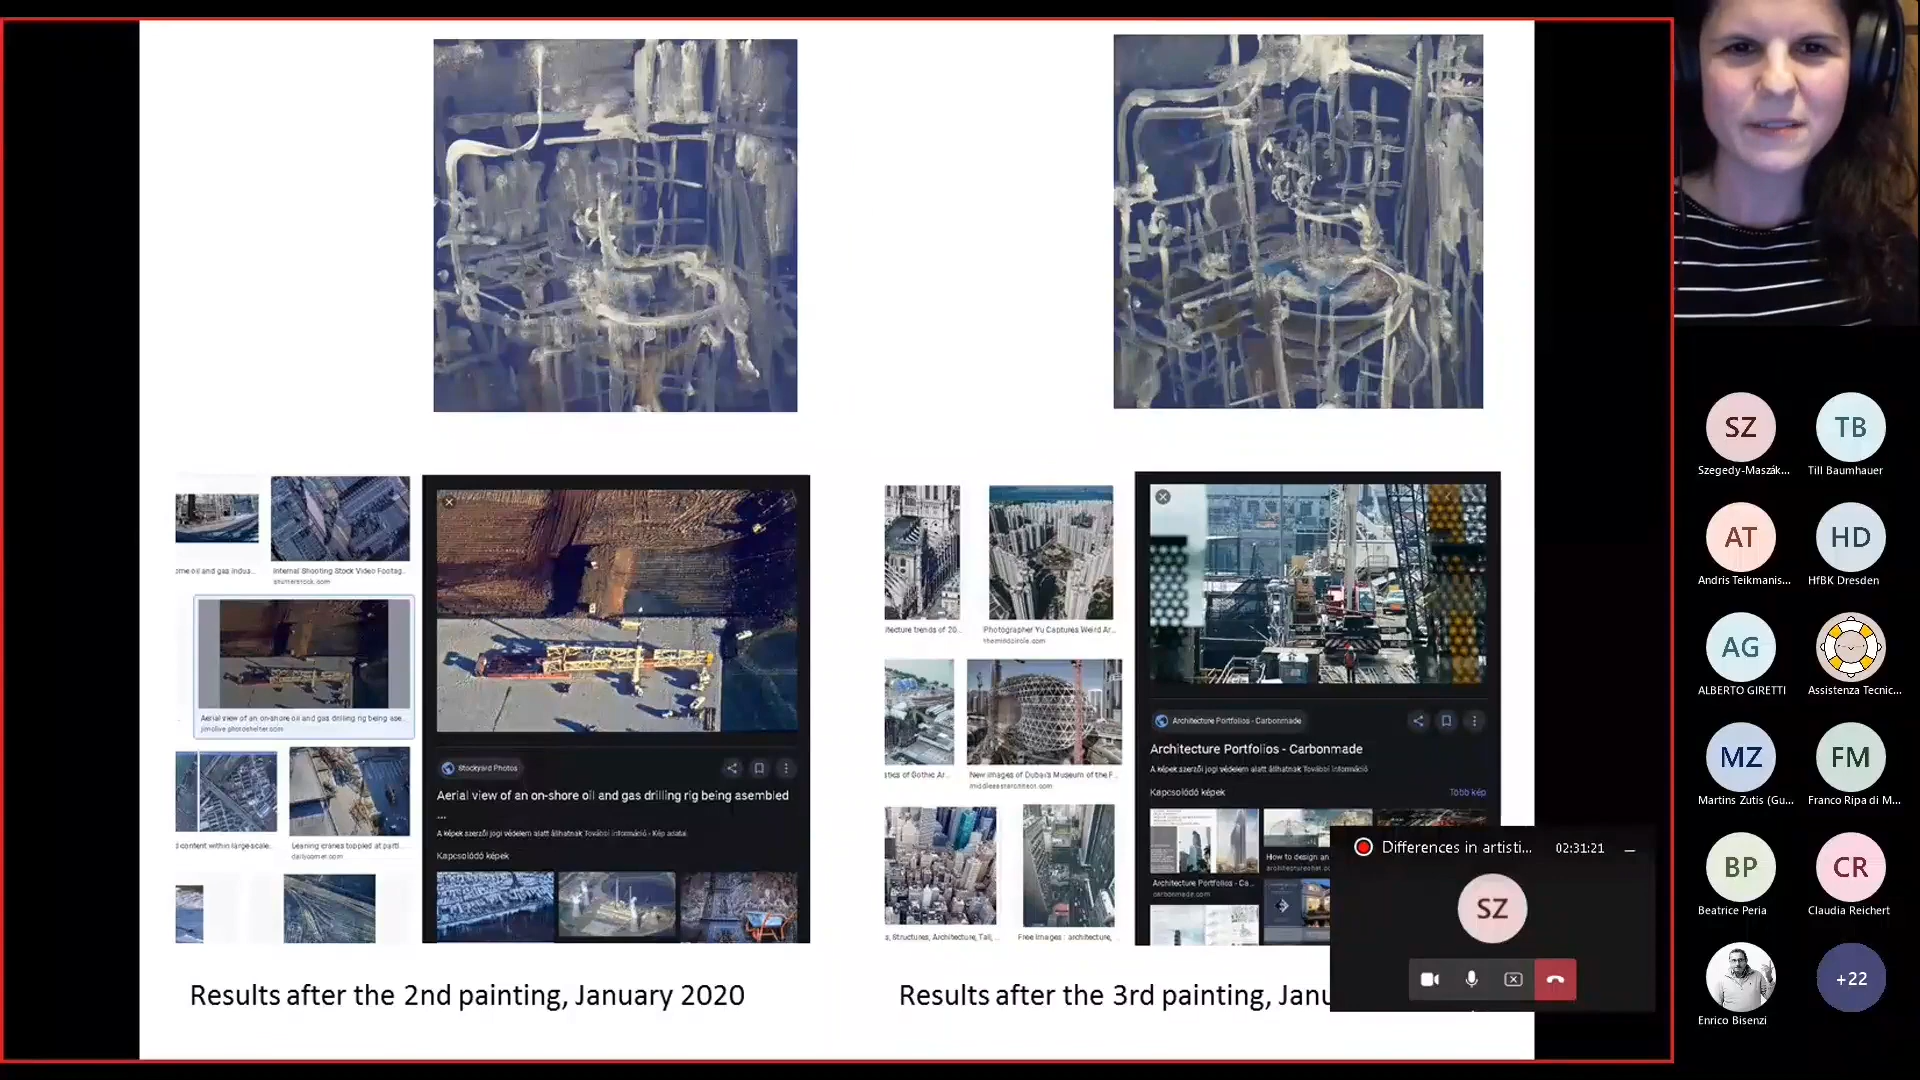 ome oil and gas indus...
Internal Shooting Stock Video Footag...
shutterstock.com
Aerial view of an on-shore oil and gas drilling rig being asse...
jimolive.photoshelter.com
d content within large-scale...
Leaning cranes toppled at parti...
dailycorner.com
Stockyard Photos
Aerial view of an on-shore oil and gas drilling rig being asembled
...
A képek szerzői jogi védelem alatt állhatnak További információ - Kép adatai
Kapcsolódó képek
Results after the 2nd painting, January 2020
itecture trends of 20...
Photographer Yu Captures Weird Ar...
themindcircle.com
stics of Gothic Ar...
New images of Dubai's Museum of the F...
middleeastarchitect.com
s, Structures, Architecture, Tall, ...
Free Images : architecture, ...
Architecture Portfolios - Carbonmade
Architecture Portfolios - Carbonmade
A képek szerzői jogi védelem alatt állhatnak További információ
Kapcsolódó képek
Több kép
Architecture Portfolios - Ca...
carbonmade.com
How to design an
Results after the 3rd painting, Janu
Differences in artisti...
02:31:21
SZ
SZ
Szegedy-Maszák...
TB
Till Baumhauer
AT
Andris Teikmanis...
HD
HfBK Dresden
AG
ALBERTO GIRETTI
Assistenza Tecnic...
MZ
Martins Zutis (Gu...
FM
Franco Ripa di M...
BP
Beatrice Peria
CR
Claudia Reichert
Enrico Bisenzi
+22